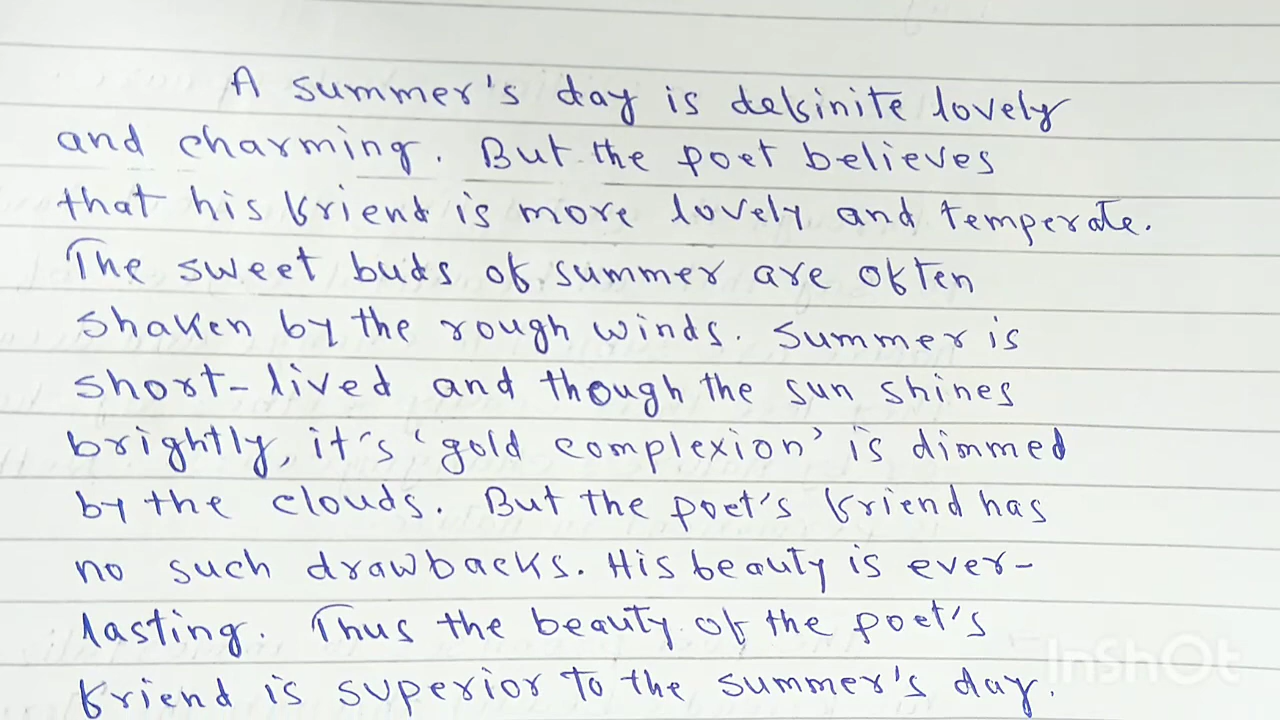 A summer's day is definite lovely
and charming. But the poet believes
that his friend is more lovely and temperate.
The sweet buds of summer are often
shaken by the rough winds. Summer is
short-lived and though the sun shines
brightly, it's 'gold complexion' is dimmed
by the clouds. But the poet's friend has
no such drawbacks. His beauty is ever-
lasting. Thus the beauty of the poet's
friend is superior to the summer's day.
InshOt